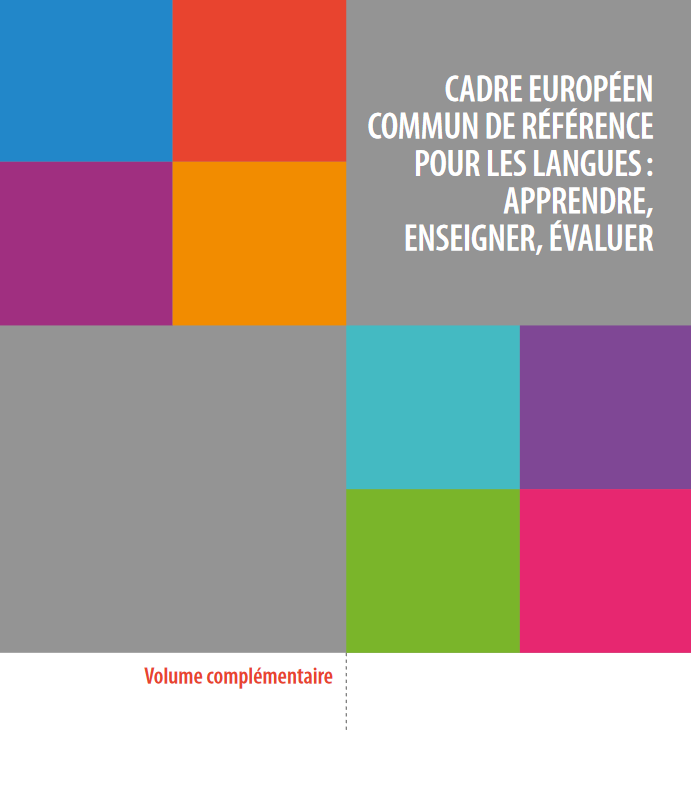 CADRE EUROPÉEN
COMMUN DE RÉFÉRENCE
POUR LES LANGUES :
APPRENDRE,
ENSEIGNER, ÉVALUER
Volume complémentaire